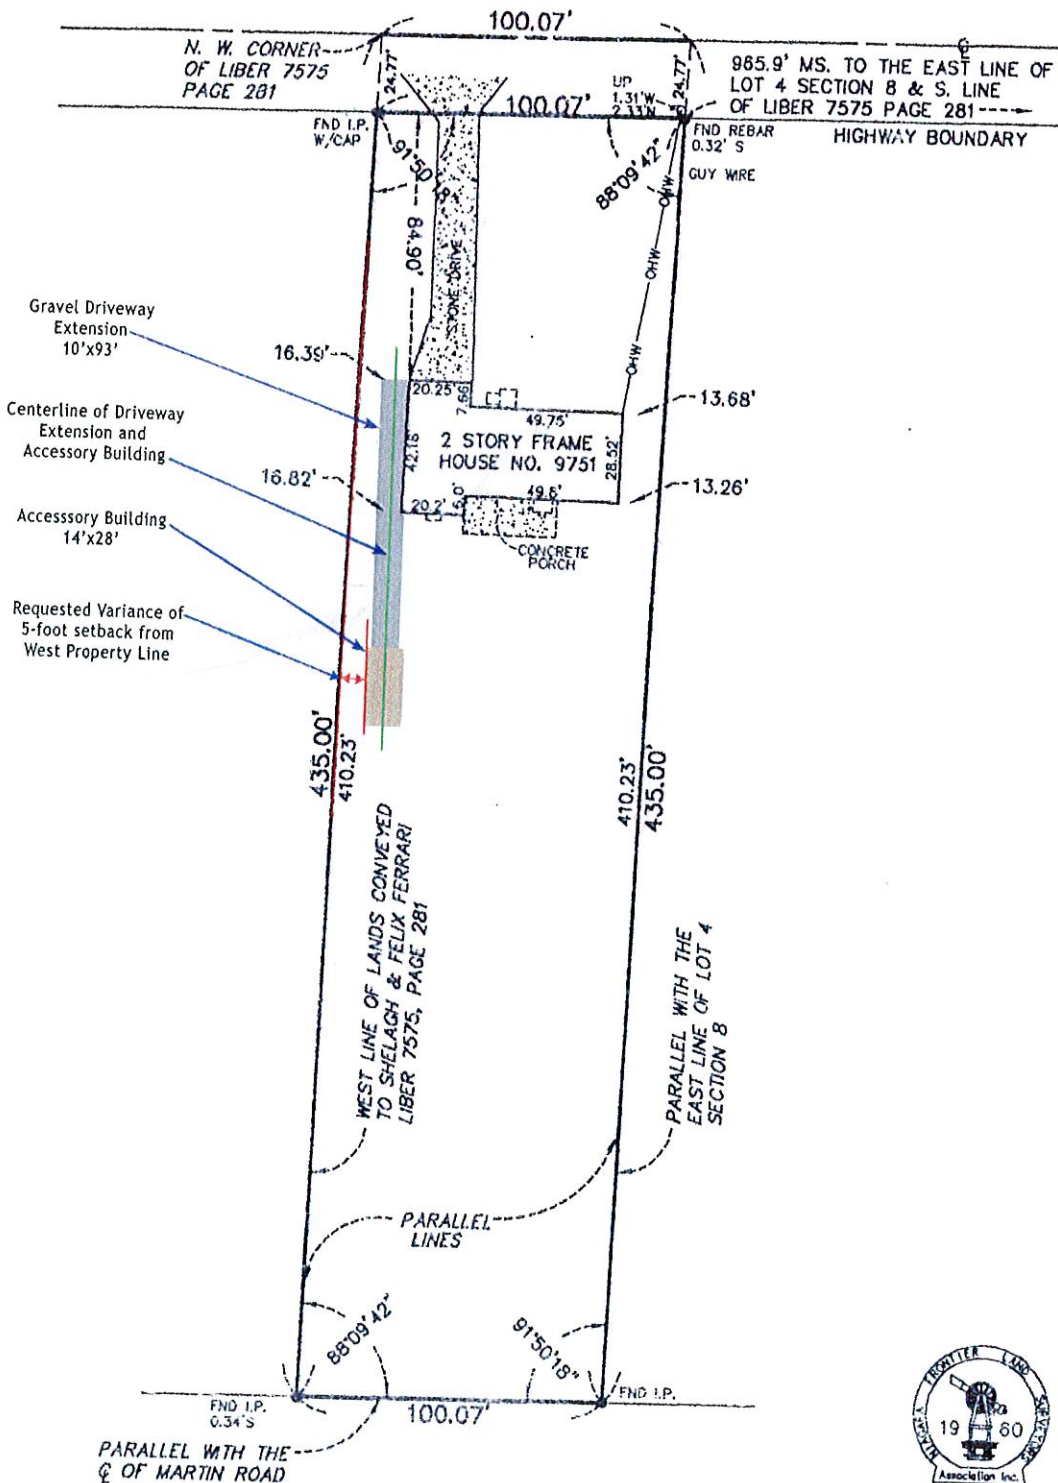 100.07'
N. W. CORNER
OF LIBER 7575
PAGE 281
24.77'
24.77'
℄
985.9' MS. TO THE EAST LINE OF
LOT 4 SECTION 8 & S. LINE
OF LIBER 7575 PAGE 281
UP
1.31'W
2.33'N
100.07'
FND I.P.
W/CAP
FND REBAR
0.32' S
HIGHWAY BOUNDARY
91°50'18"
88°09'42"
GUY WIRE
84.90'
STONE DRIVE
OHW
OHW
OHW
Gravel Driveway
Extension
10'x93'
16.39'
20.25'
7.66'
49.75'
13.68'
Centerline of Driveway
Extension and
Accessory Building
42.16'
2 STORY FRAME
HOUSE NO. 9751
28.52'
16.82'
20.2'
5.0'
49.8'
13.26'
Accesssory Building
14'x28'
CONCRETE
PORCH
Requested Variance of
5-foot setback from
West Property Line
435.00'
410.23'
410.23'
435.00'
WEST LINE OF LANDS CONVEYED
TO SHELAGH & FELIX FERRARI
LIBER 7575, PAGE 281
PARALLEL WITH THE
EAST LINE OF LOT 4
SECTION 8
PARALLEL
LINES
88°09'42"
91°50'18"
FND I.P.
0.34'S
100.07'
FND I.P.
PARALLEL WITH THE
℄ OF MARTIN ROAD
NIAGARA FRONTIER LAND SURVEYORS
19 60
Association Inc.